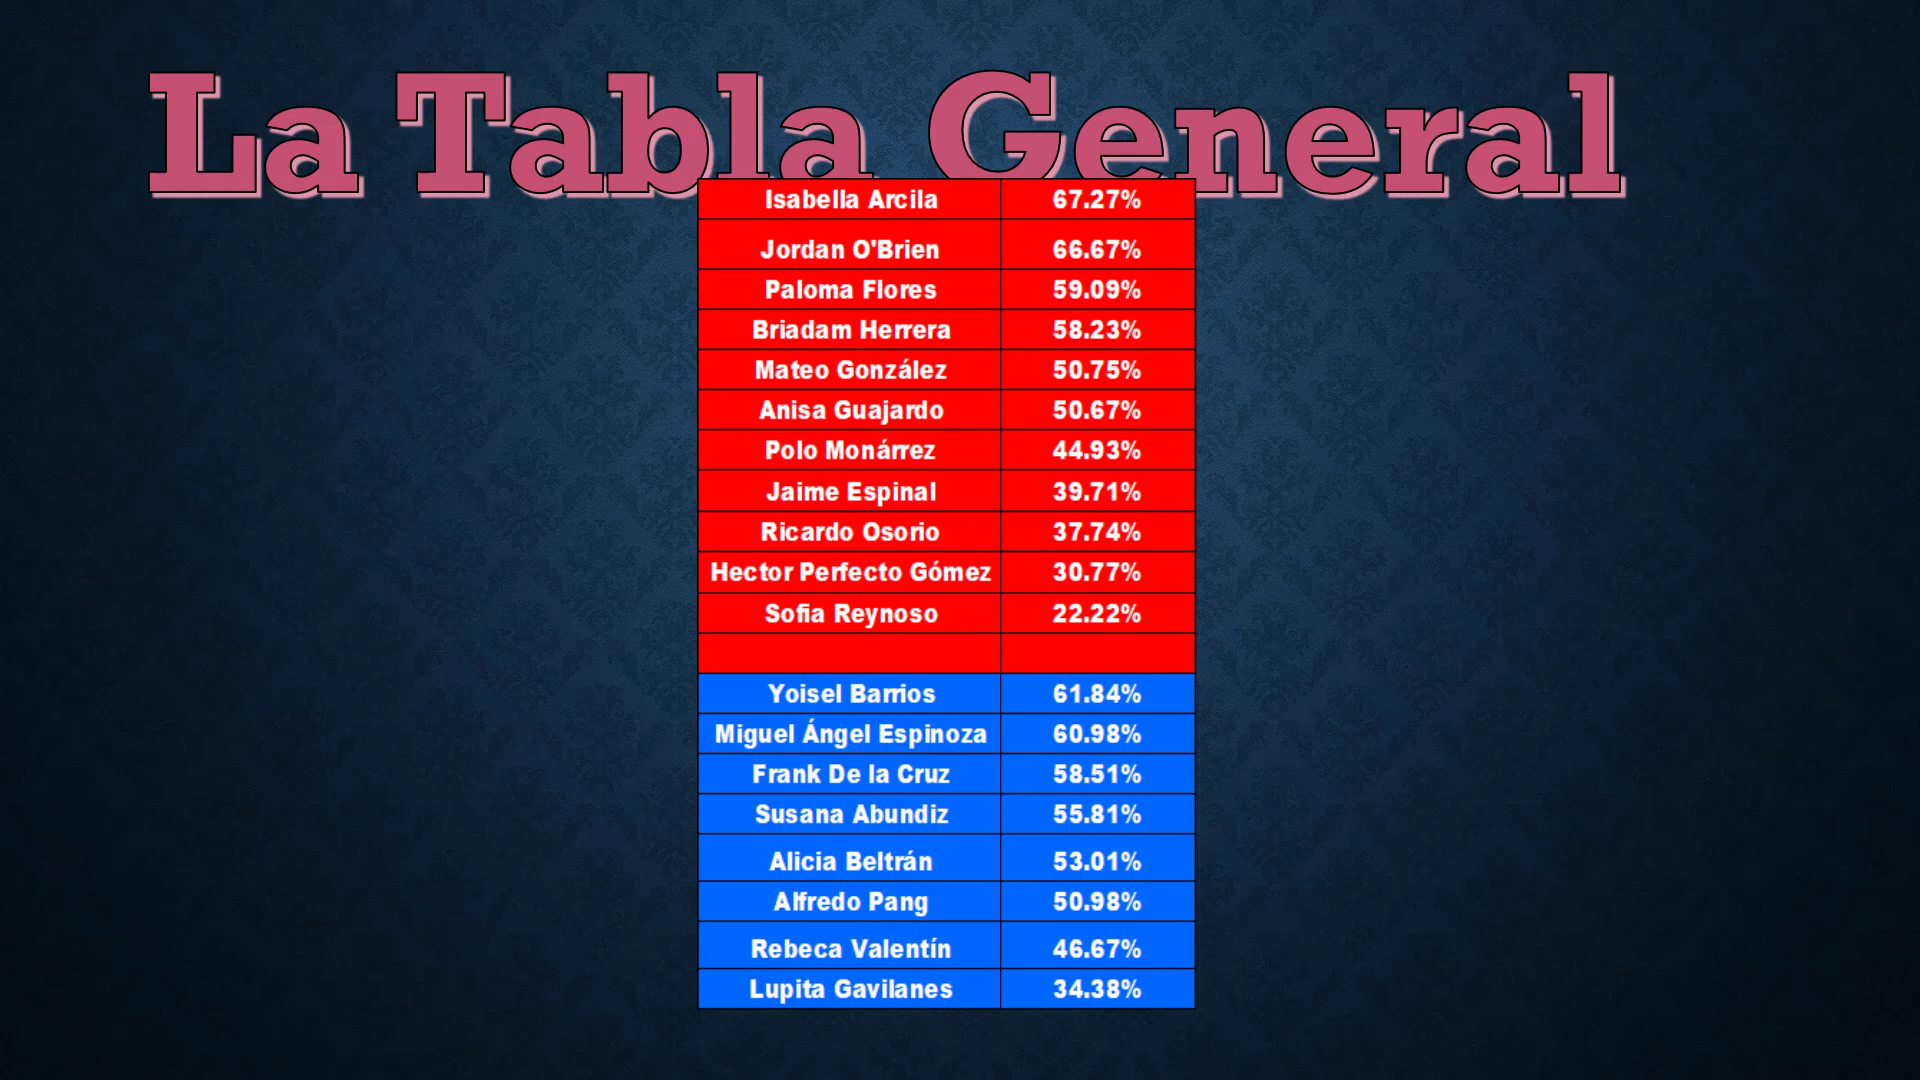 La Tabla General
Isabella Arcila 67.27%
Jordan O'Brien 66.67%
Paloma Flores 59.09%
Briadam Herrera 58.23%
Mateo González 50.75%
Anisa Guajardo 50.67%
Polo Monárrez 44.93%
Jaime Espinal 39.71%
Ricardo Osorio 37.74%
Hector Perfecto Gómez 30.77%
Sofia Reynoso 22.22%
Yoisel Barrios 61.84%
Miguel Ángel Espinoza 60.98%
Frank De la Cruz 58.51%
Susana Abundiz 55.81%
Alicia Beltrán 53.01%
Alfredo Pang 50.98%
Rebeca Valentín 46.67%
Lupita Gavilanes 34.38%